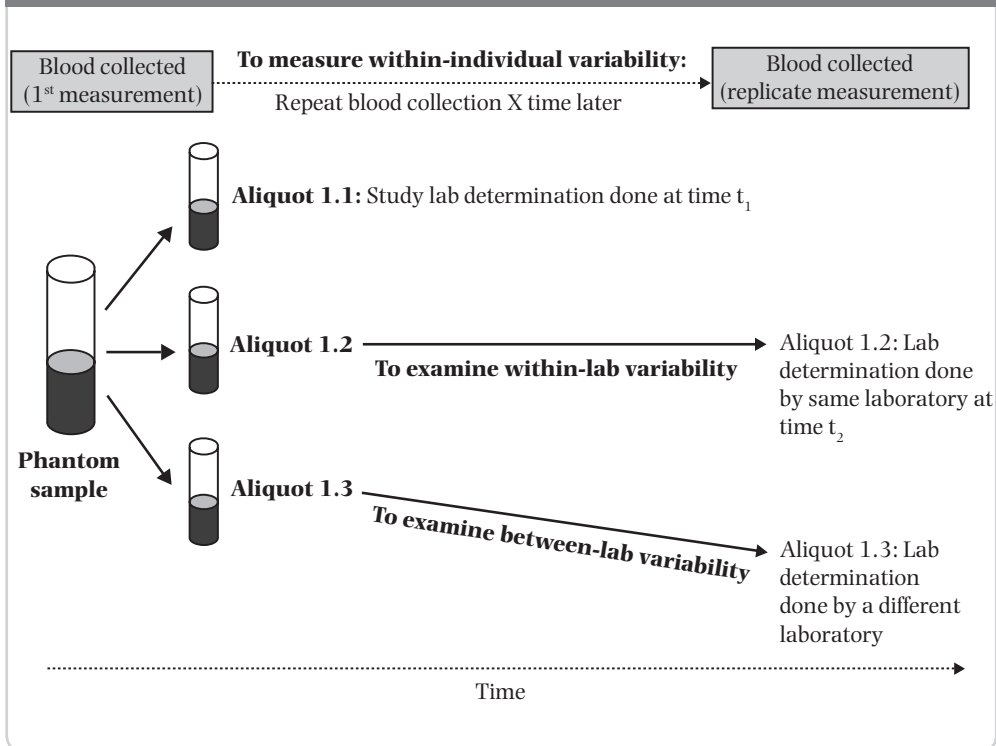 Blood collected
(1st measurement)
To measure within-individual variability:
Repeat blood collection X time later
Blood collected
(replicate measurement)
Aliquot 1.1: Study lab determination done at time t1
Phantom
sample
Aliquot 1.2
To examine within-lab variability
Aliquot 1.2: Lab
determination done
by same laboratory at
time t2
Aliquot 1.3
To examine between-lab variability
Aliquot 1.3: Lab
determination
done by a different
laboratory
Time